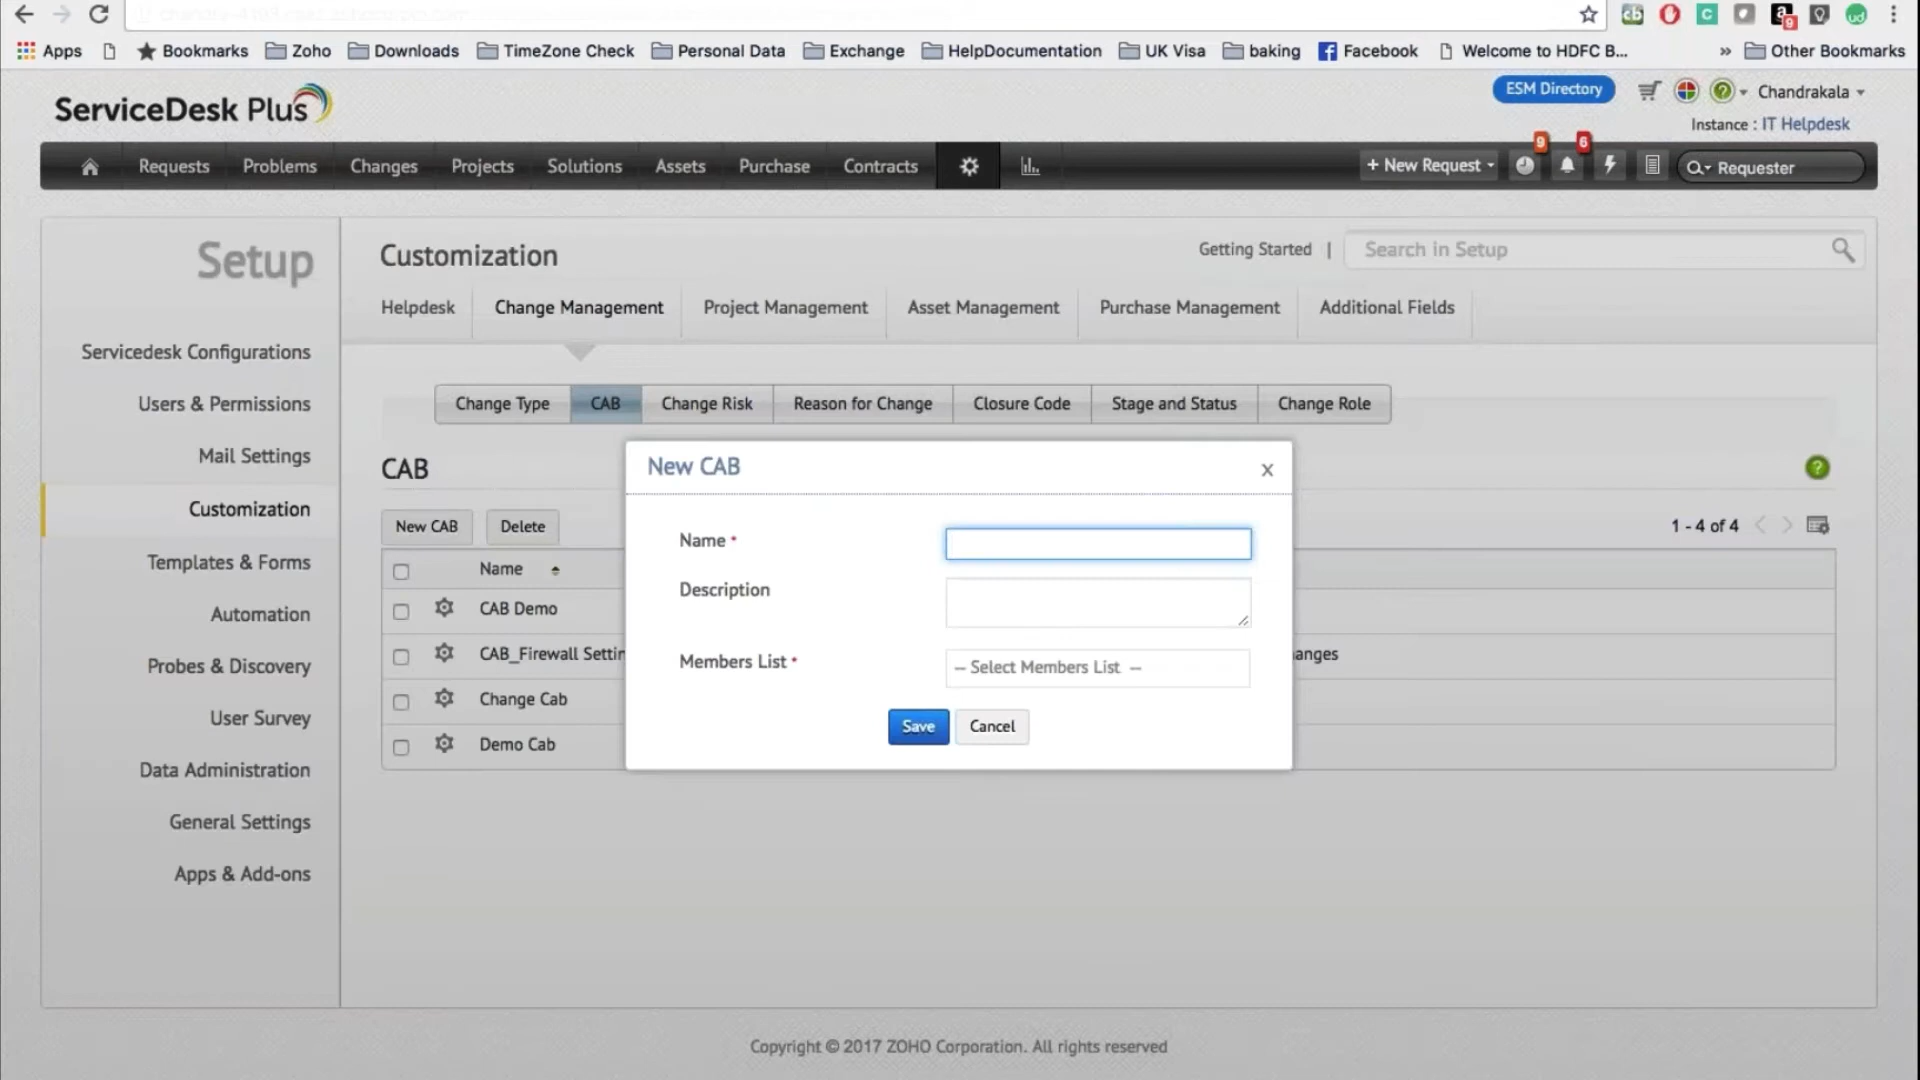 Apps Bookmarks Zoho Downloads TimeZone Check Personal Data Exchange HelpDocumentation UK Visa baking Facebook Welcome to HDFC B... » Other Bookmarks
ServiceDesk Plus
ESM Directory Chandrakala
Instance : IT Helpdesk
9 6
Requests Problems Changes Projects Solutions Assets Purchase Contracts + New Request Requester
Setup
Customization
Getting Started | Search in Setup
Helpdesk Change Management Project Management Asset Management Purchase Management Additional Fields
Servicedesk Configurations
Users & Permissions
Mail Settings
Customization
Templates & Forms
Automation
Probes & Discovery
User Survey
Data Administration
General Settings
Apps & Add-ons
Change Type CAB Change Risk Reason for Change Closure Code Stage and Status Change Role
CAB
New CAB Delete
1 - 4 of 4
Name
CAB Demo
CAB_Firewall Settin
anges
Change Cab
Demo Cab
New CAB x
Name *
Description
Members List * -- Select Members List --
Save Cancel
Copyright © 2017 ZOHO Corporation. All rights reserved